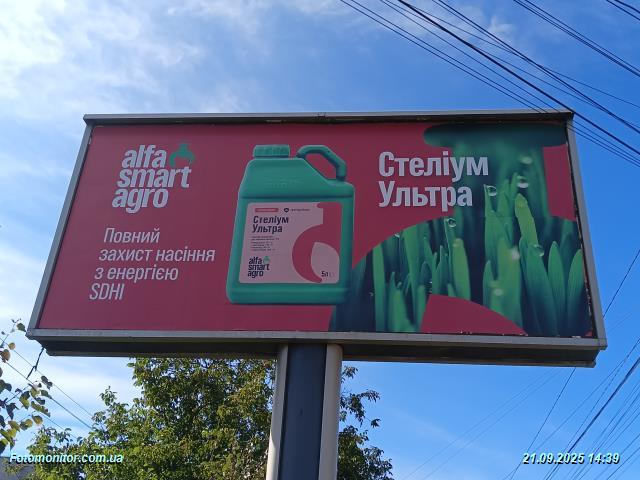 alfa
smart
agro
Повний
захист насіння
з енергією
SDHI
Стеліум
Ультра
alfa
smart
agro
5л
Стеліум
Ультра
Fotomonitor.com.ua
21.09.2025 14:39